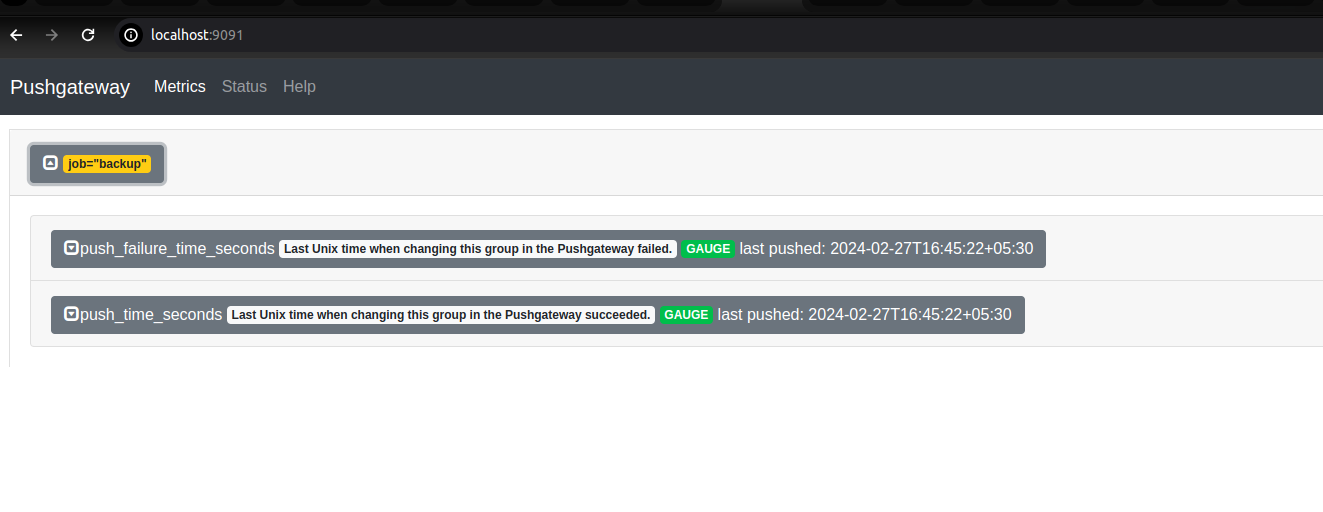 localhost:9091
Pushgateway Metrics Status Help
job="backup"
push_failure_time_seconds Last Unix time when changing this group in the Pushgateway failed. GAUGE last pushed: 2024-02-27T16:45:22+05:30
push_time_seconds Last Unix time when changing this group in the Pushgateway succeeded. GAUGE last pushed: 2024-02-27T16:45:22+05:30